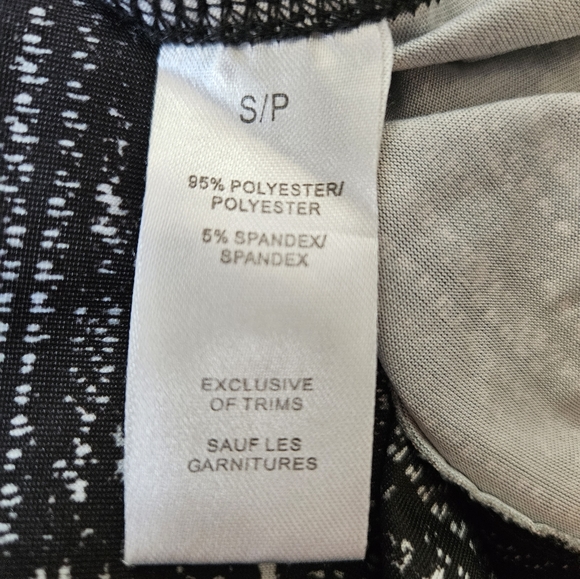 S/P
95% POLYESTER/
POLYESTER
5% SPANDEX/
SPANDEX
EXCLUSIVE
OF TRIMS
SAUF LES
GARNITURES